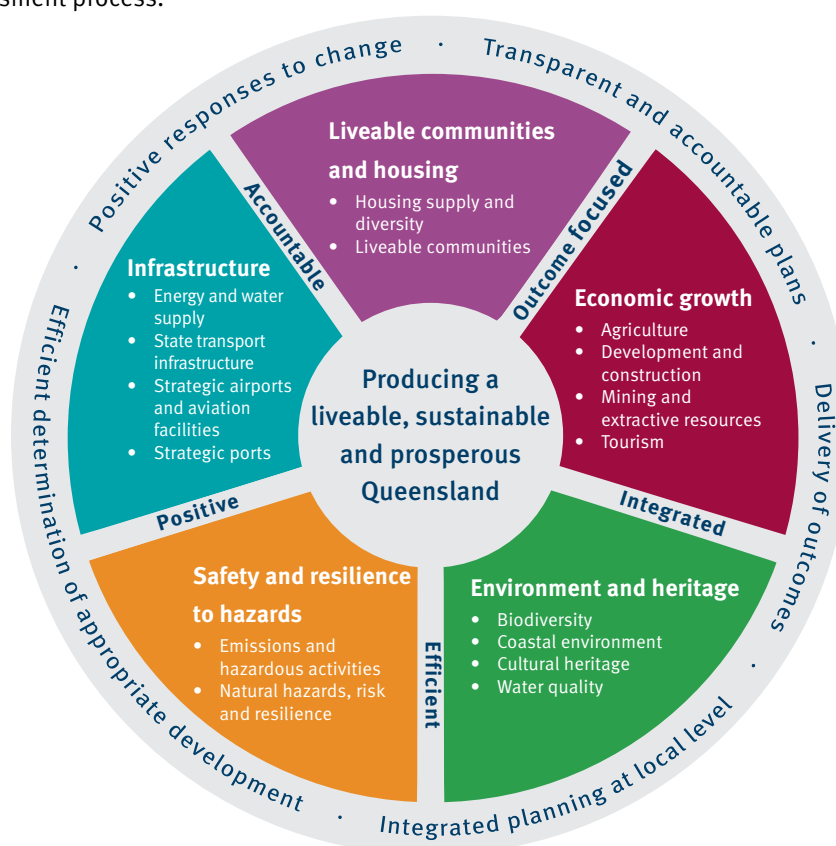 sment process.
Positive responses to change · Transparent and accountable plans · Delivery of outcomes · Integrated planning at local level · Efficient determination of appropriate development ·
Liveable communities
and housing
• Housing supply and
diversity
• Liveable communities
Outcome focused
Economic growth
• Agriculture
• Development and
construction
• Mining and
extractive resources
• Tourism
Integrated
Environment and heritage
• Biodiversity
• Coastal environment
• Cultural heritage
• Water quality
Efficient
Safety and resilience
to hazards
• Emissions and
hazardous activities
• Natural hazards, risk
and resilience
Positive
Infrastructure
• Energy and water
supply
• State transport
infrastructure
• Strategic airports
and aviation
facilities
• Strategic ports
Accountable
Producing a
liveable, sustainable
and prosperous
Queensland